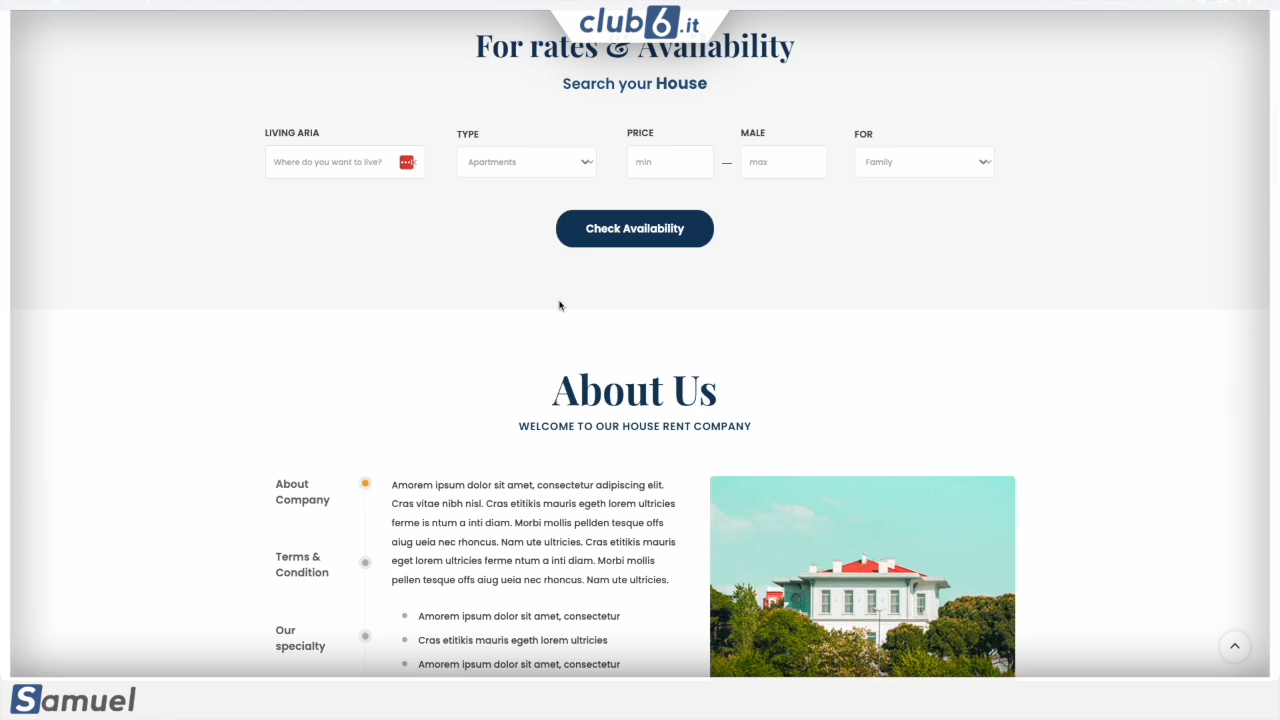 club6.it
For rates & Availability
Search your House
LIVING ARIA
TYPE
PRICE
MALE
FOR
Where do you want to live?
Apartments
min
—
max
Family
Check Availability
About Us
WELCOME TO OUR HOUSE RENT COMPANY
About
Company
Terms &
Condition
Our
specialty
Amorem ipsum dolor sit amet, consectetur adipiscing elit.
Cras vitae nibh nisl. Cras etitikis mauris egeth lorem ultricies
ferme is ntum a inti diam. Morbi mollis pellden tesque offs
aiug ueia nec rhoncus. Nam ute ultricies. Cras etitikis mauris
eget lorem ultricies ferme ntum a inti diam. Morbi mollis
pellen tesque offs aiug ueia nec rhoncus. Nam ute ultricies.
Amorem ipsum dolor sit amet, consectetur
Cras etitikis mauris egeth lorem ultricies
Amorem ipsum dolor sit amet, consectetur
Samuel